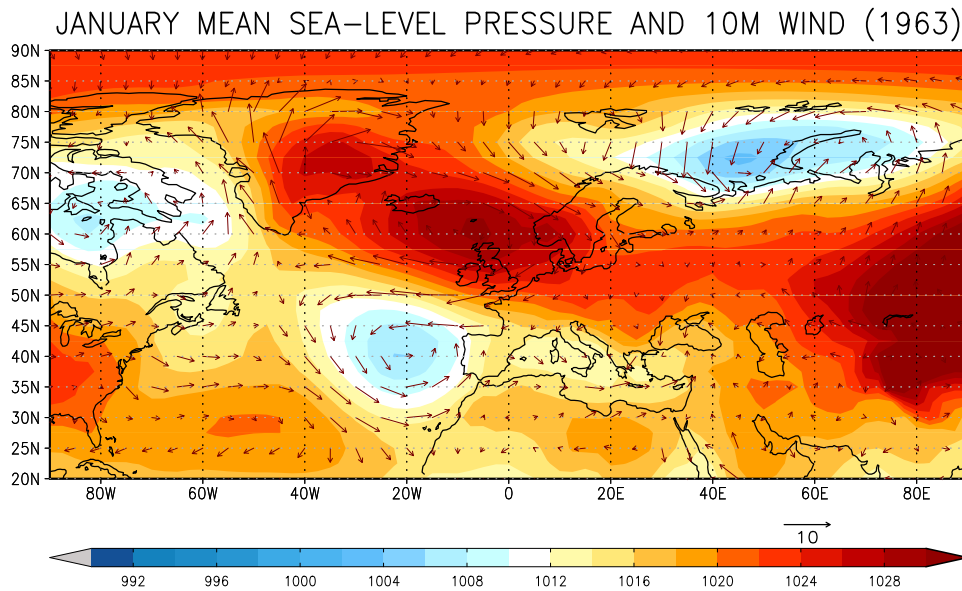 JANUARY MEAN SEA-LEVEL PRESSURE AND 10M WIND (1963)
90N
85N
80N
75N
70N
65N
60N
55N
50N
45N
40N
35N
30N
25N
20N
80W 60W 40W 20W 0 20E 40E 60E 80E
10
992 996 1000 1004 1008 1012 1016 1020 1024 1028